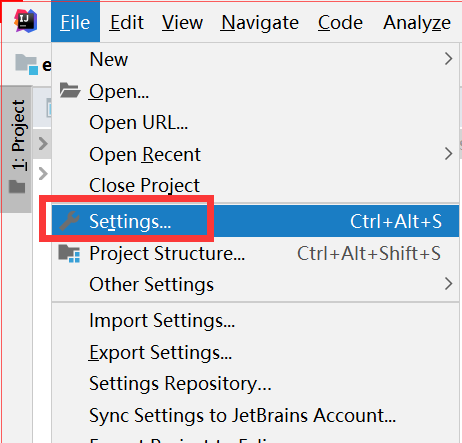 IJ
File Edit View Navigate Code Analyze
e
1: Project
New
Open...
Open URL...
Open Recent
Close Project
Settings... Ctrl+Alt+S
Project Structure... Ctrl+Alt+Shift+S
Other Settings
Import Settings...
Export Settings...
Settings Repository...
Sync Settings to JetBrains Account...